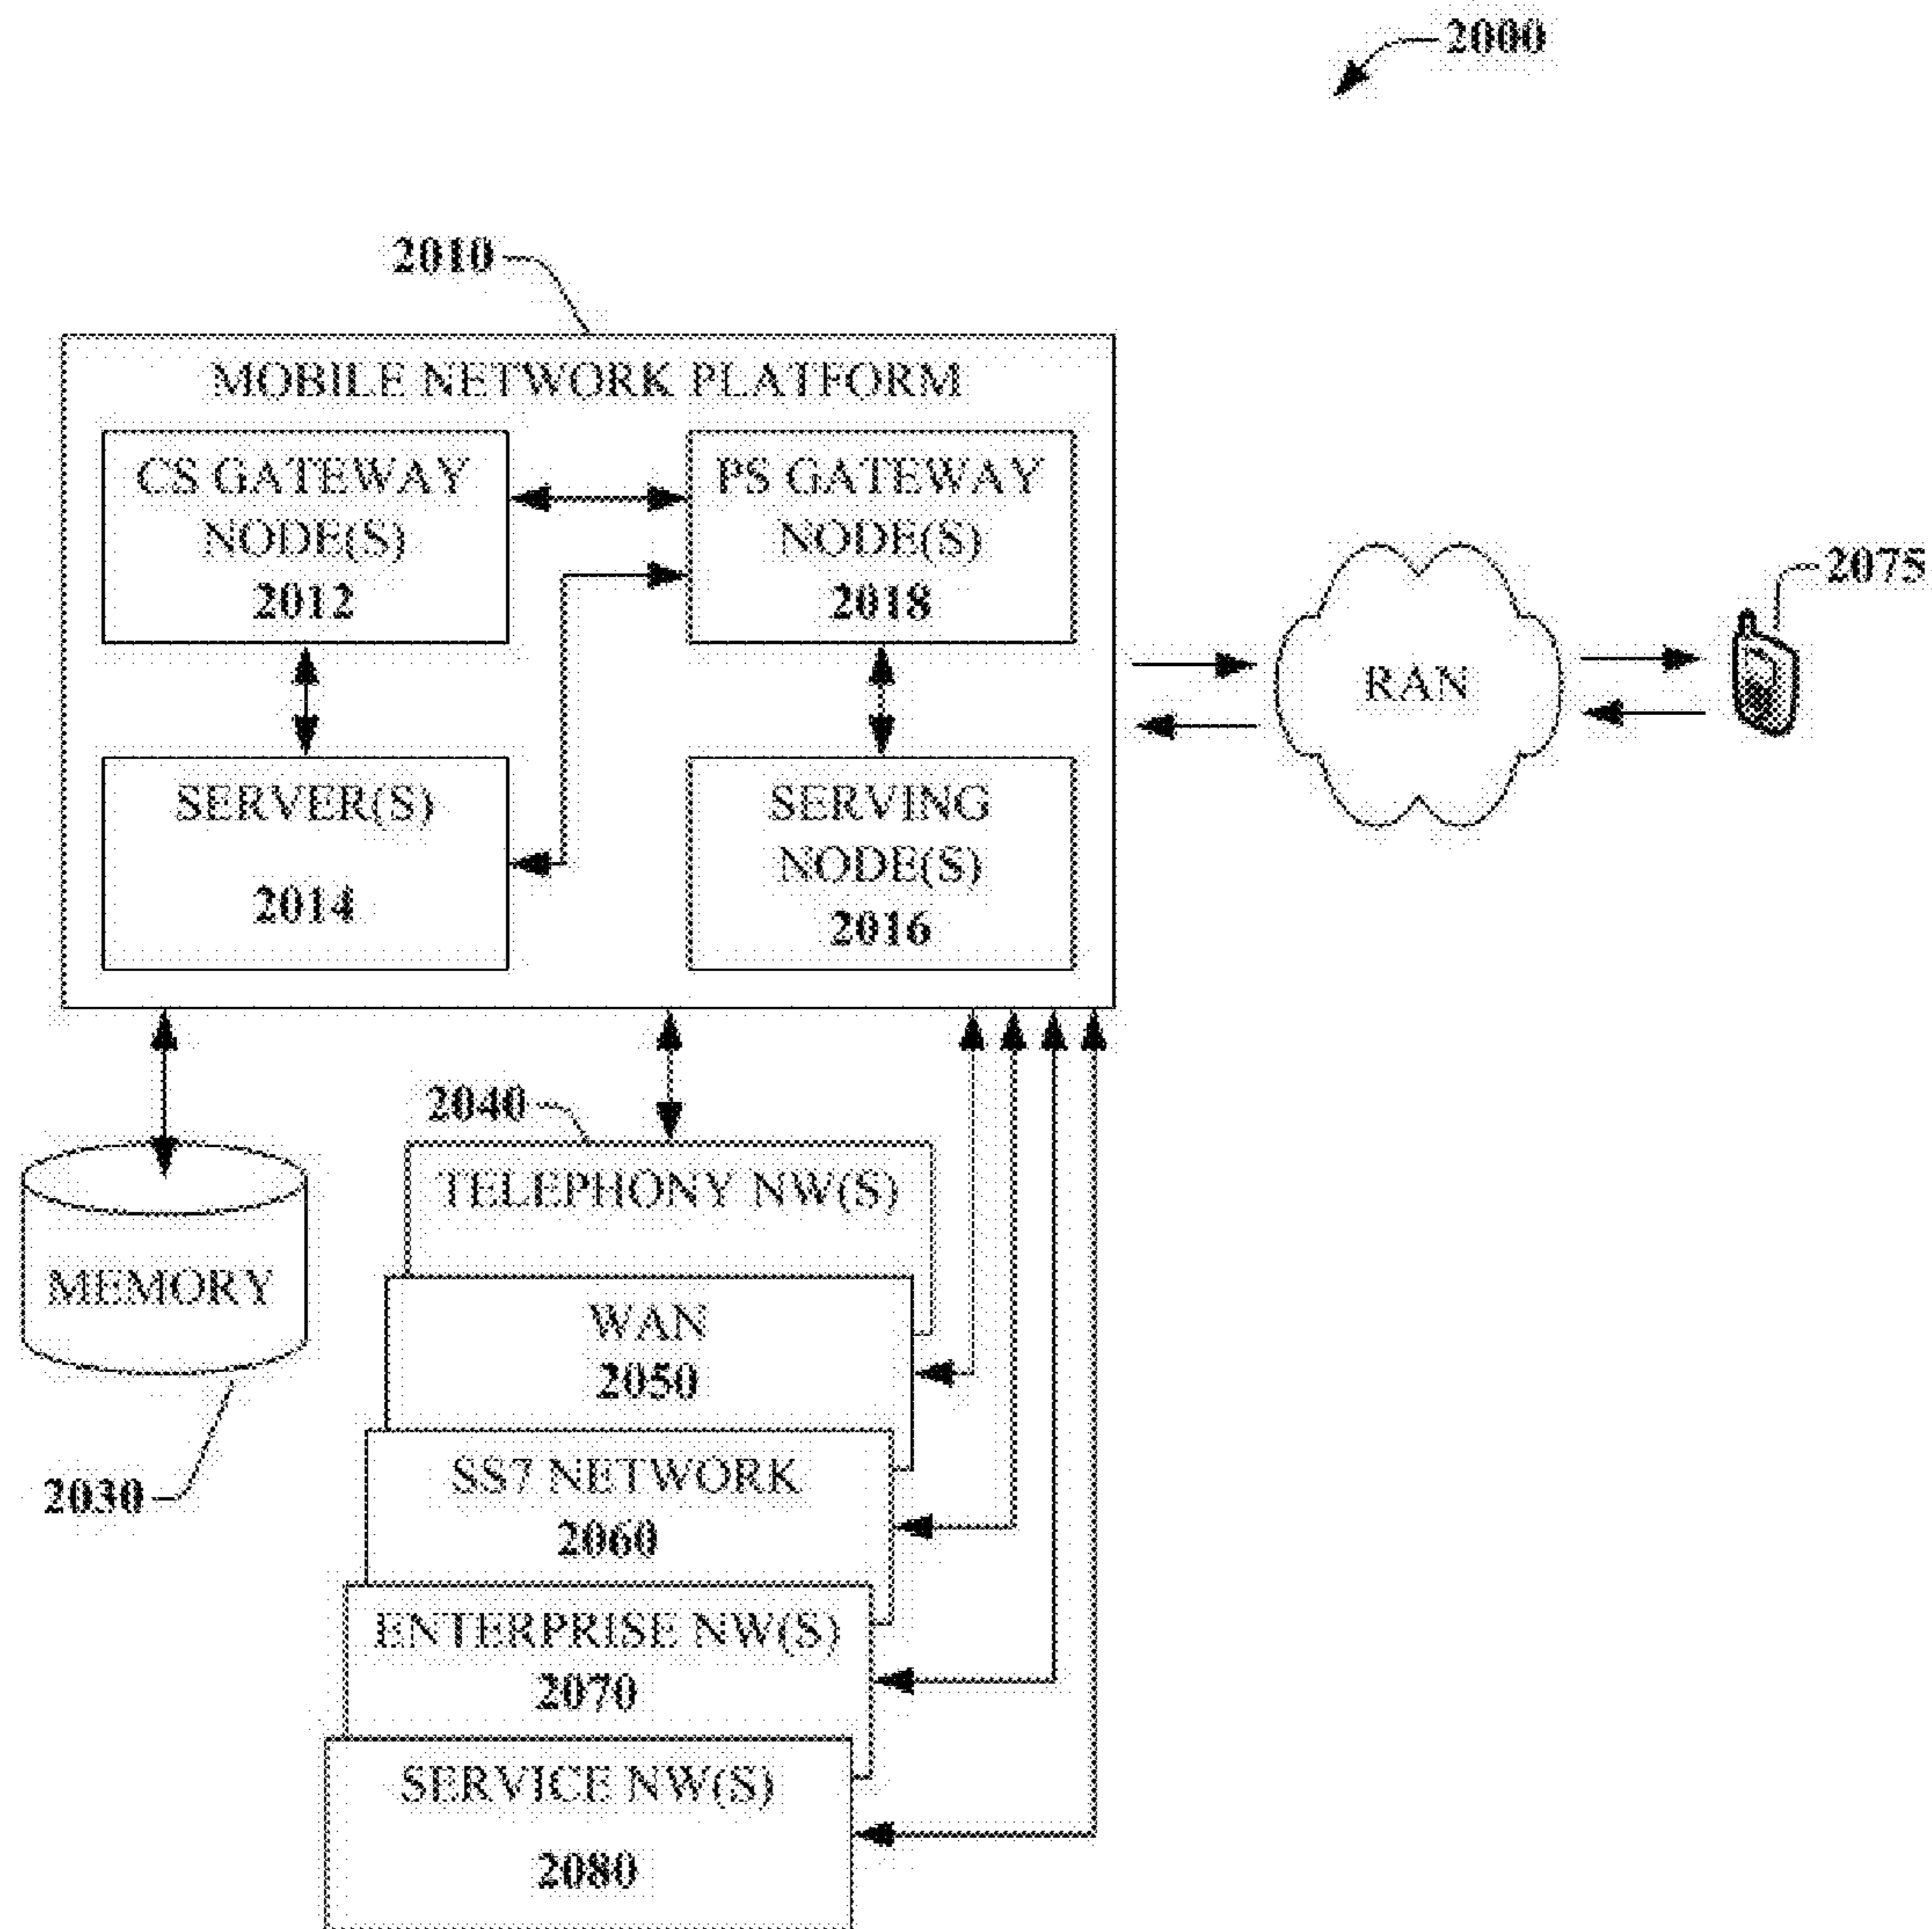 2000
2010
MOBILE NETWORK PLATFORM
CS GATEWAY
NODE(S)
2012
PS GATEWAY
NODE(S)
2018
SERVER(S)
2014
SERVING
NODE(S)
2016
RAN
2075
2040
TELEPHONY NW(S)
MEMORY
2030
WAN
2050
SS7 NETWORK
2060
ENTERPRISE NW(S)
2070
SERVICE NW(S)
2080